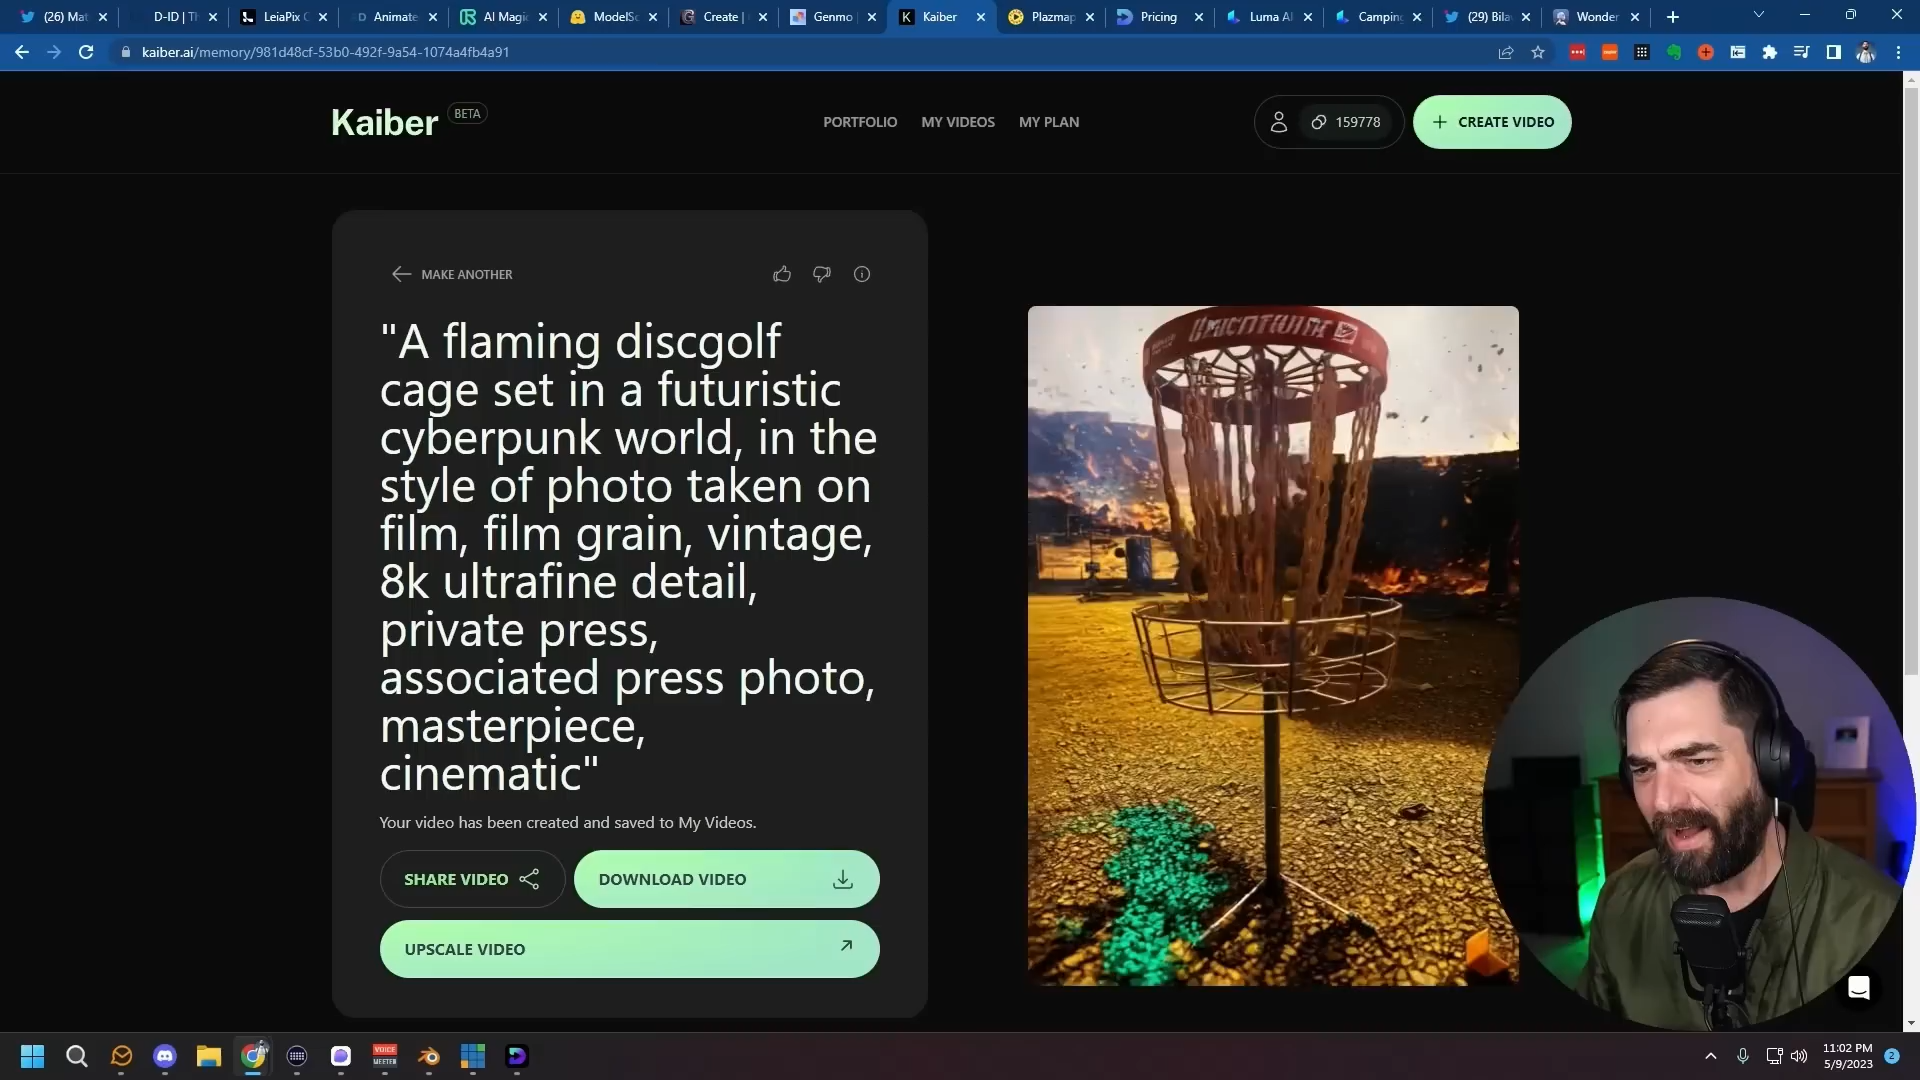 (26) Mat
D-ID | Th
LeiaPix C
Animate
AI Magic
ModelSc
Create |
Genmo
Kaiber
Plazmap
Pricing
Luma AI
Camping
(29) Bila
Wonder
kaiber.ai/memory/981d48cf-53b0-492f-9a54-1074a4fb4a91
Kaiber BETA
PORTFOLIO MY VIDEOS MY PLAN
159778
+ CREATE VIDEO
MAKE ANOTHER
"A flaming discgolf
cage set in a futuristic
cyberpunk world, in the
style of photo taken on
film, film grain, vintage,
8k ultrafine detail,
private press,
associated press photo,
masterpiece,
cinematic"
Your video has been created and saved to My Videos.
SHARE VIDEO
DOWNLOAD VIDEO
UPSCALE VIDEO
VOICE
MEETER
11:02 PM
5/9/2023
2